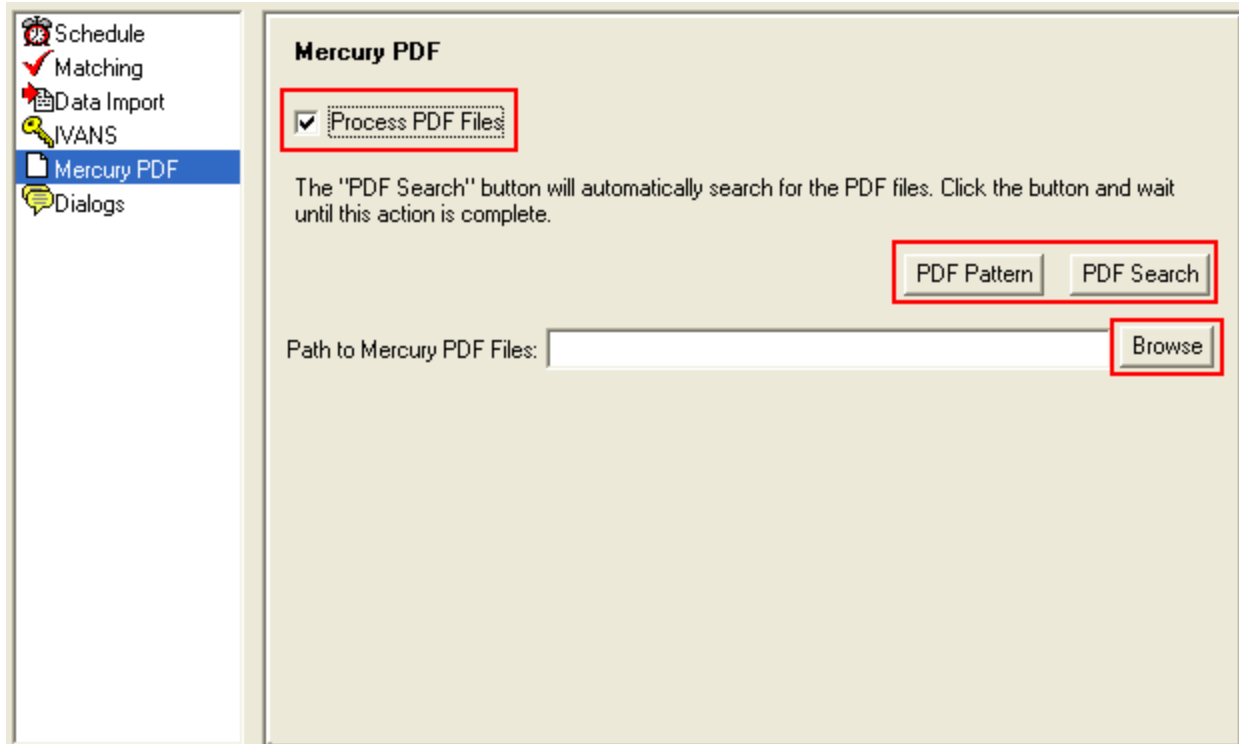 Schedule
Matching
Data Import
IVANS
Mercury PDF
Dialogs
Mercury PDF
Process PDF Files
The "PDF Search" button will automatically search for the PDF files. Click the button and wait
until this action is complete.
PDF Pattern PDF Search
Path to Mercury PDF Files: Browse